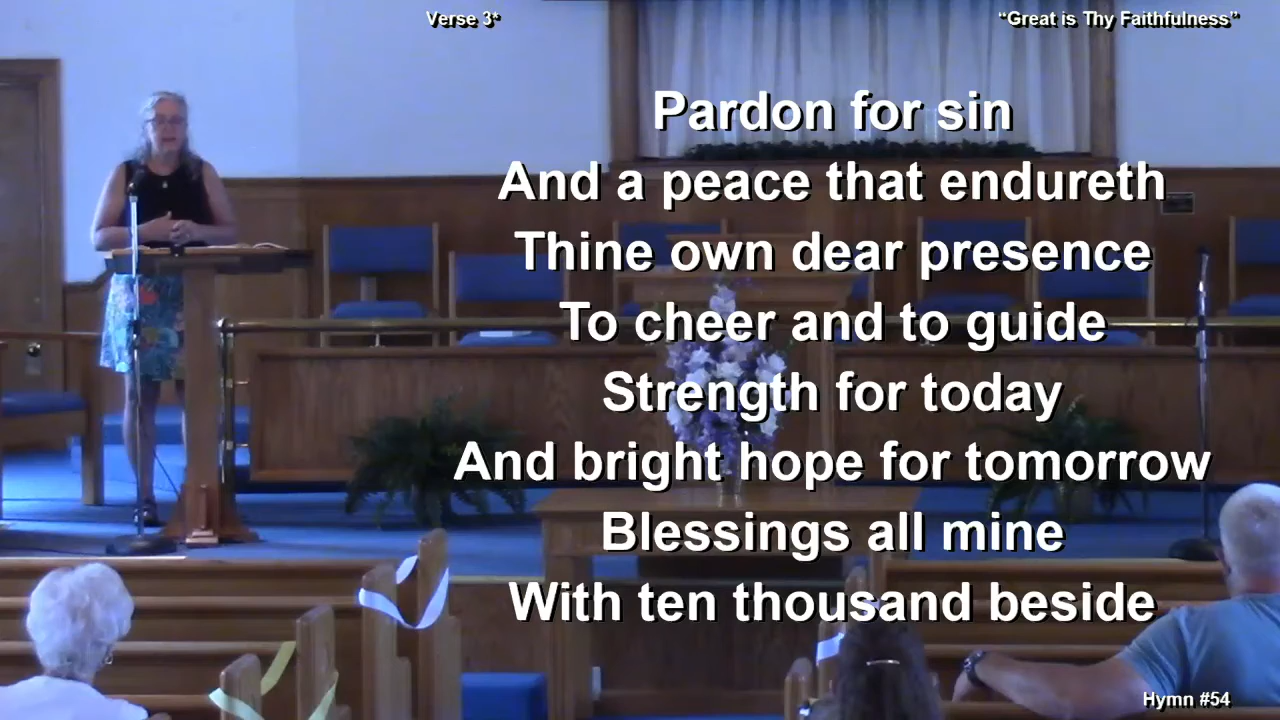 Verse 3*
“Great is Thy Faithfulness”
Pardon for sin
And a peace that endureth
Thine own dear presence
To cheer and to guide
Strength for today
And bright hope for tomorrow
Blessings all mine
With ten thousand beside
Hymn #54